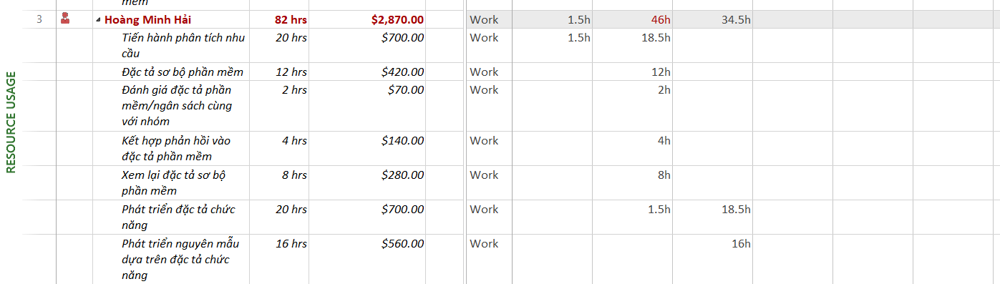 mềm
3 Hoàng Minh Hải 82 hrs $2,870.00 Work 1.5h 46h 34.5h
Tiến hành phân tích nhu 20 hrs $700.00 Work 1.5h 18.5h
cầu
Đặc tả sơ bộ phần mềm 12 hrs $420.00 Work 12h
Đánh giá đặc tả phần 2 hrs $70.00 Work 2h
mềm/ngân sách cùng
với nhóm
Kết hợp phản hồi vào 4 hrs $140.00 Work 4h
đặc tả phần mềm
Xem lại đặc tả sơ bộ 8 hrs $280.00 Work 8h
phần mềm
Phát triển đặc tả chức 20 hrs $700.00 Work 1.5h 18.5h
năng
Phát triển nguyên mẫu 16 hrs $560.00 Work 16h
dựa trên đặc tả chức
năng
RESOURCE USAGE